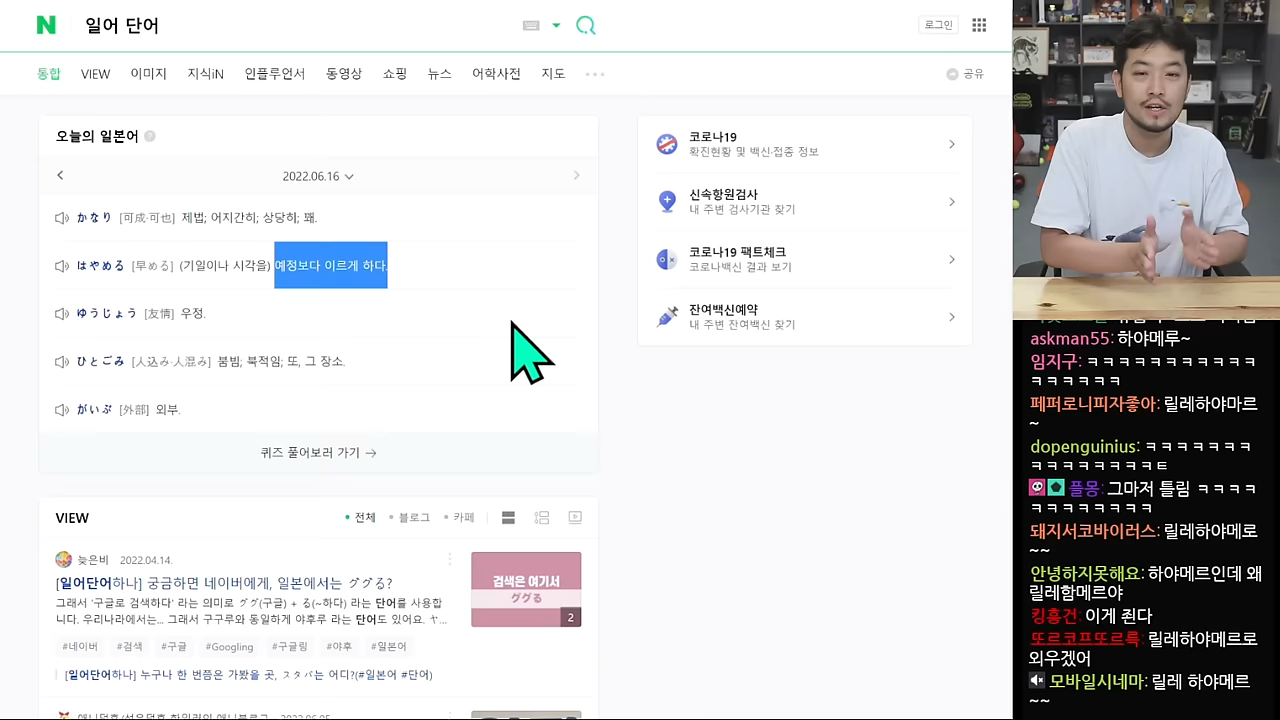 N 일어 단어
로그인
통합 VIEW 이미지 지식iN 인플루언서 동영상 쇼핑 뉴스 어학사전 지도
공유
오늘의 일본어
2022.06.16
かなり [可成·可也] 제법; 어지간히; 상당히; 꽤.
はやめる [早める] (기일이나 시각을) 예정보다 이르게 하다.
ゆうじょう [友情] 우정.
ひとごみ [人込み·人混み] 붐빔; 북적임; 또, 그 장소.
がいぶ [外部] 외부.
퀴즈 풀어보러 가기 →
코로나19
확진현황 및 백신·접종 정보
신속항원검사
내 주변 검사기관 찾기
코로나19 팩트체크
코로나백신 결과 보기
잔여백신예약
내 주변 잔여백신 찾기
VIEW
전체 블로그 카페
늦은비 2022.04.14.
[일어단어하나] 궁금하면 네이버에게, 일본에서는 ググる?
그래서 '구글로 검색하다' 라는 의미로 ググ(구글) + る(~하다) 라는 단어를 사용합
니다. 우리나라에서는... 그래서 구구루와 동일하게 야후루 라는 단어도 있어요. ヤ...
#네이버 #검색 #구글 #Googling #구글링 #야후 #일본어
[일어단어하나] 누구나 한 번쯤은 가봤을 곳, スタバ는 어디?(#일본어 #단어)
검색은 여기서
ググる
2
askman55: 하야메루~
임지구: ㅋㅋㅋㅋㅋㅋㅋㅋㅋㅋㅋ
ㅋㅋㅋㅋㅋㅋ
페퍼로니피자좋아: 릴레하야마르
~
dopenguinius: ㅋㅋㅋㅋㅋㅋㅋ
ㅋㅋㅋㅋㅋㅋㅋㅋㅌ
플몽: 그마저 틀림 ㅋㅋㅋㅋ
ㅋㅋㅋㅋㅋㅋㅋㅋ
돼지서코바이러스: 릴레하야메로
~~
안녕하지못해요: 하야메르인데 왜
릴레함메르야
킹흥건: 이게 죈다
또르코프또르륵: 릴레하야메르로
외우겠어
모바일시네마: 릴레 하야메르
~~